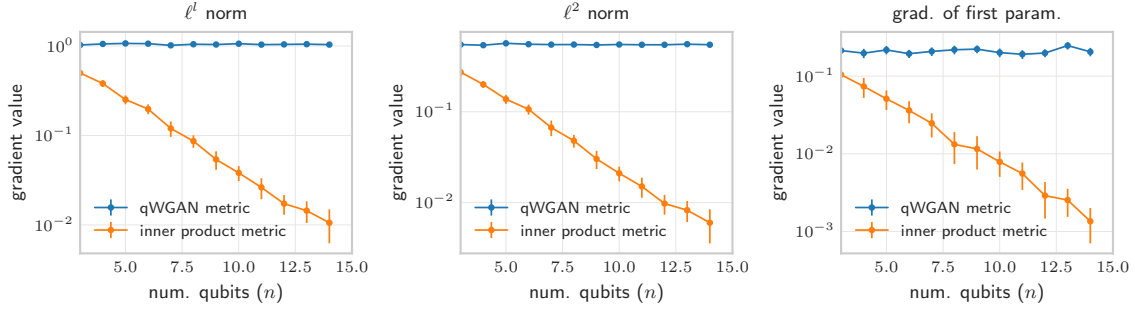 ℓ^l norm
gradient value
10^0
10^−1
10^−2
qWGAN metric
inner product metric
5.0 7.5 10.0 12.5 15.0
num. qubits (n)
ℓ^2 norm
gradient value
10^−1
10^−2
qWGAN metric
inner product metric
5.0 7.5 10.0 12.5 15.0
num. qubits (n)
grad. of first param.
gradient value
10^−1
10^−2
10^−3
qWGAN metric
inner product metric
5.0 7.5 10.0 12.5 15.0
num. qubits (n)